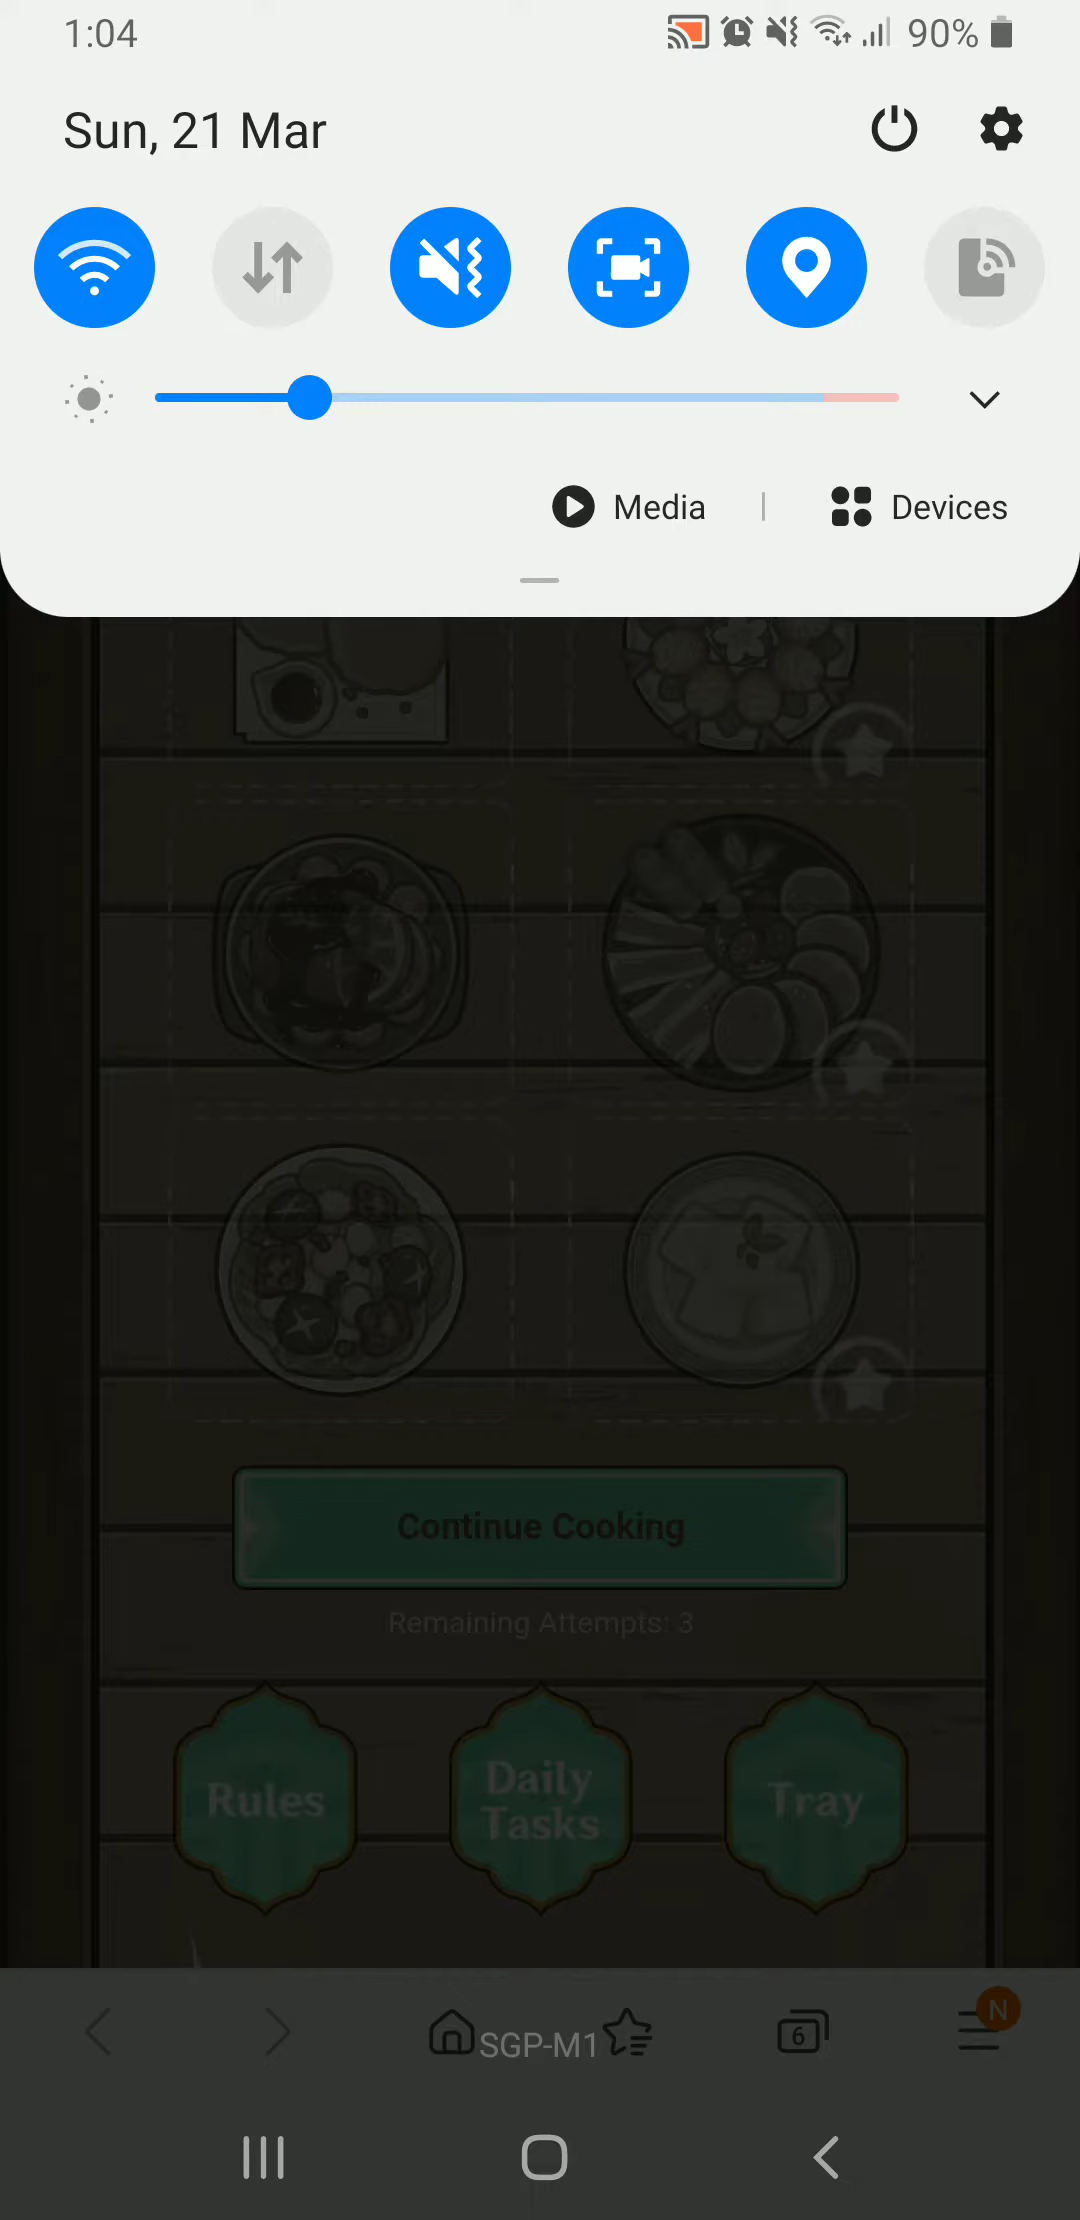 1:04
90%
Sun, 21 Mar
Media
Devices
Continue Cooking
Remaining Attempts: 3
Rules
Daily
Tasks
Tray
SGP-M1
6
N